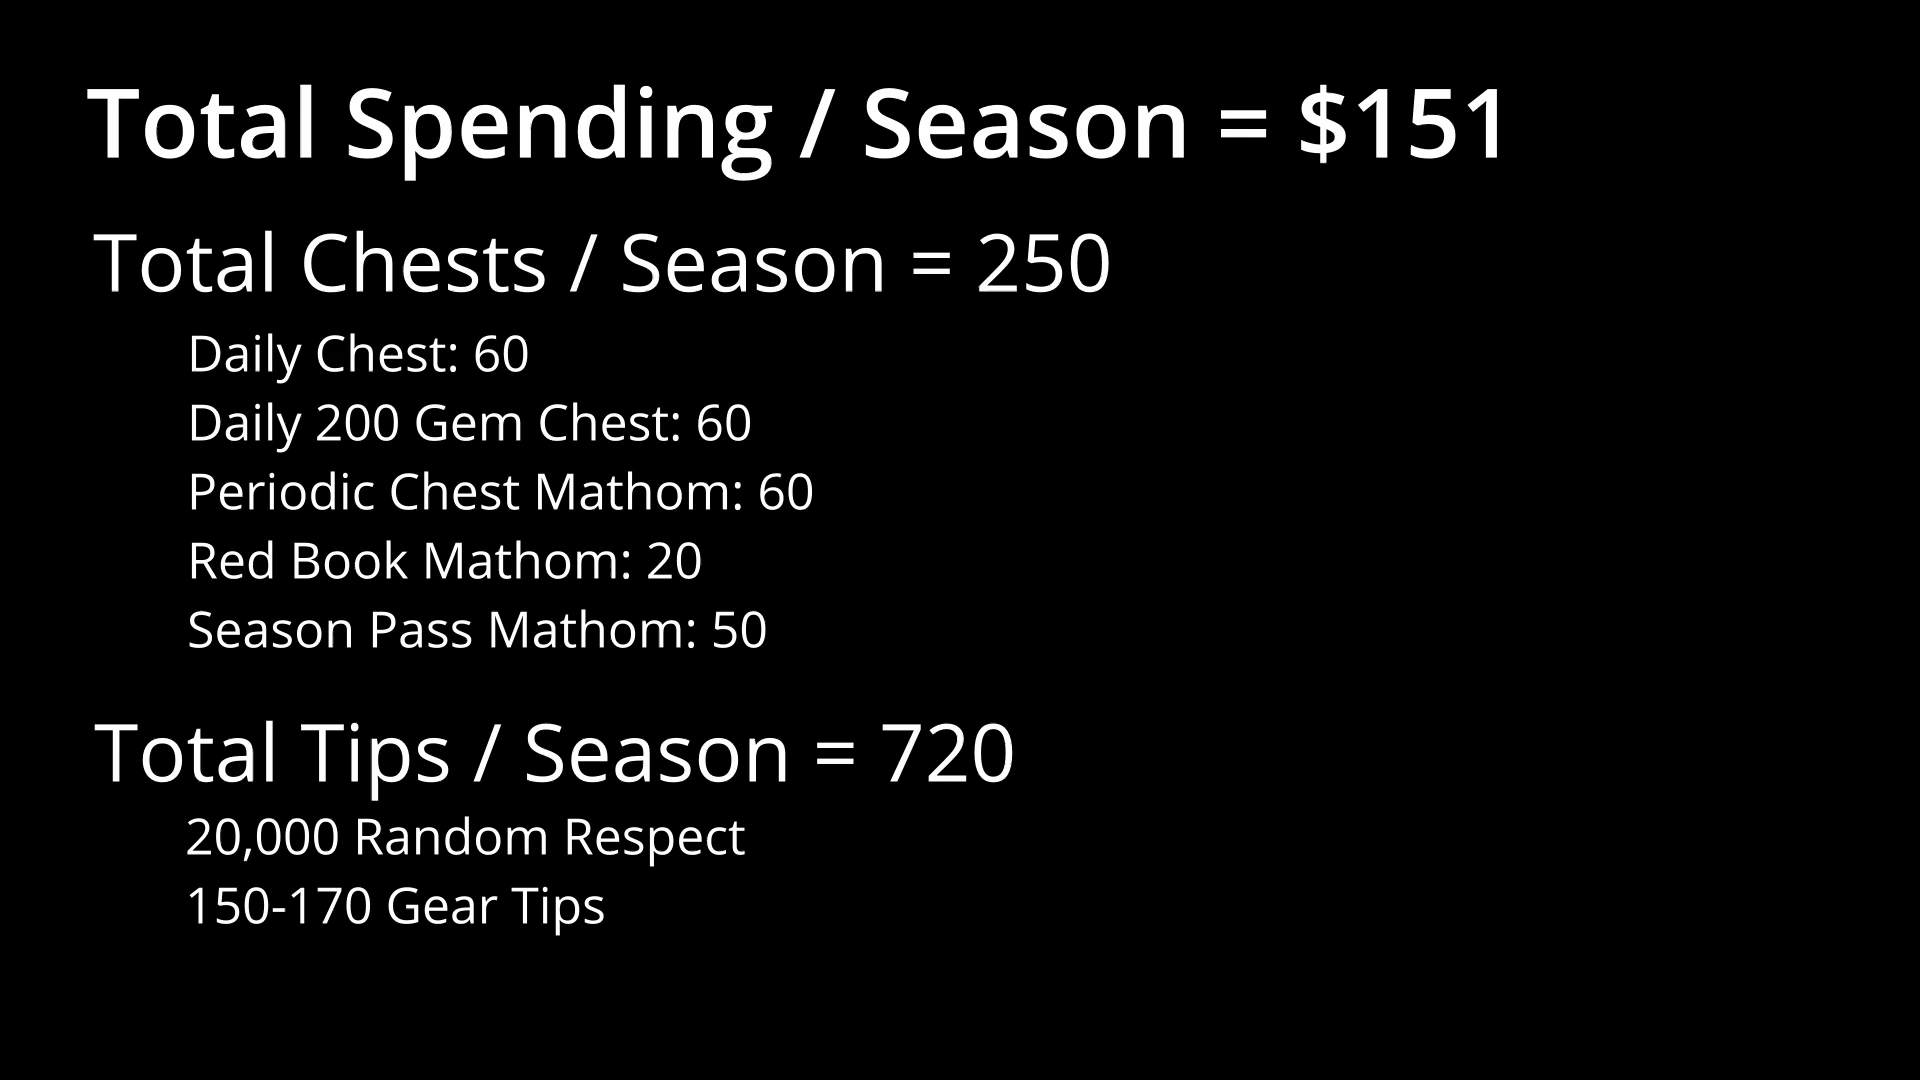 Total Spending / Season = $151
Total Chests / Season = 250
Daily Chest: 60
Daily 200 Gem Chest: 60
Periodic Chest Mathom: 60
Red Book Mathom: 20
Season Pass Mathom: 50
Total Tips / Season = 720
20,000 Random Respect
150-170 Gear Tips